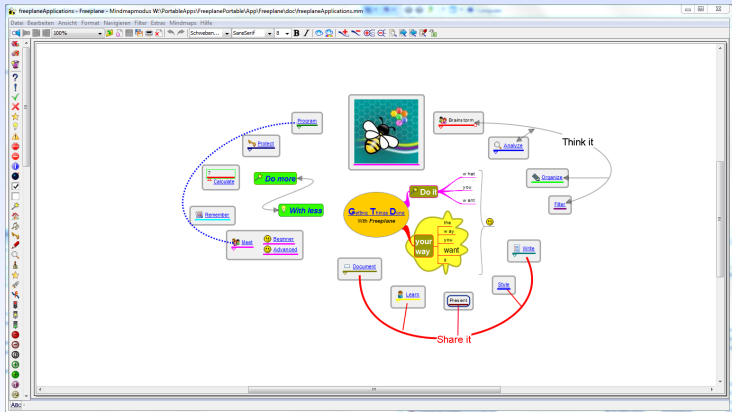 freeplaneApplications - Freeplane - Mindmapmodus W:\PortableApps\FreeplanePortable\App\Freeplane\doc\freeplaneApplications.mm
Datei Bearbeiten Ansicht Format Navigieren Filter Extras Mindmaps Hilfe
100% Schweben... SansSerif 8 B I
Program
Brainstorm
Think it
Protect
Analyze
Calculate
Do more
Organize
what
Do it
you
want
Filter
Remember
With less
Getting Things Done
With Freeplane
Meet
Beginner
Advanced
your
way
the
way
you
want
it
Write
Document
Style
Learn
Present
Share it
ABC